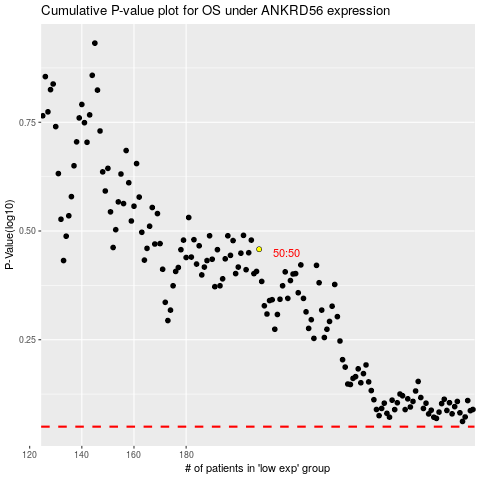 Cumulative P-value plot for OS under ANKRD56 expression
P-Value(log10)
0.75
0.50
0.25
50:50
120 140 160 180
# of patients in 'low exp' group